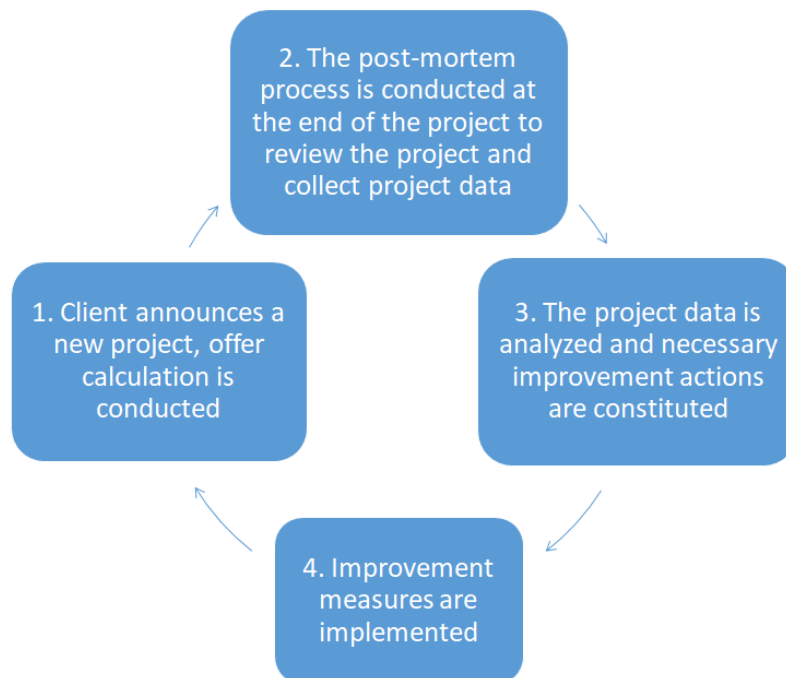 2. The post-mortem
process is conducted at
the end of the project to
review the project and
collect project data
1. Client announces a
new project, offer
calculation is
conducted
3. The project data is
analyzed and necessary
improvement actions
are constituted
4. Improvement
measures are
implemented